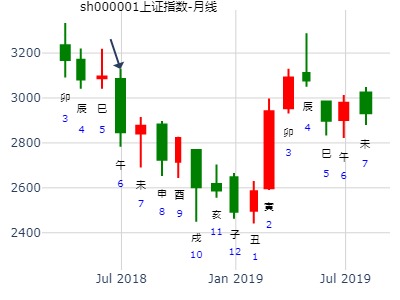 sh000001上证指数-月线
3200
3000
2800
2600
2400
卯
3
辰
4
巳
5
午
6
未
7
申
8
酉
9
戌
10
亥
11
子
12
丑
1
寅
2
卯
3
辰
4
巳
5
午
6
未
7
Jul 2018
Jan 2019
Jul 2019